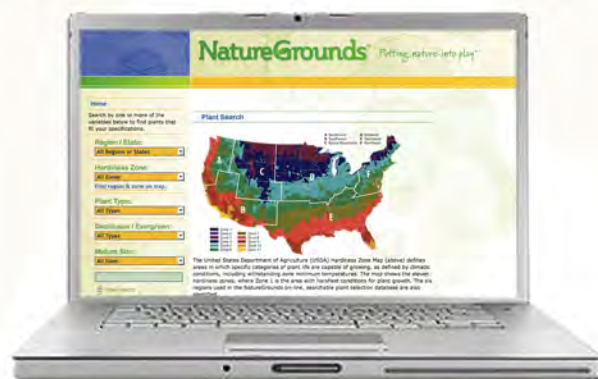 NatureGrounds
Putting nature into play™
Home
Search by one or more of the
variables below to find plants that
fit your specifications.
Region / State:
All Regions or States
Hardiness Zone:
All Zones
Find region & zone on map.
Plant Type:
All Types
Deciduous / Evergreen:
All Types
Mature Size:
All Sizes
Plant Search
A
B
C
D
E
F
The United States Department of Agriculture (USDA) Hardiness Zone Map (above) defines
areas in which specific categories of plant life are capable of growing, as defined by climatic
conditions, including withstanding zone minimum temperatures. The map shows the eleven
hardiness zones, where Zone 1 is the area with harshest conditions for plant growth. The six
regions used in the NatureGrounds on-line, searchable plant selection database are also